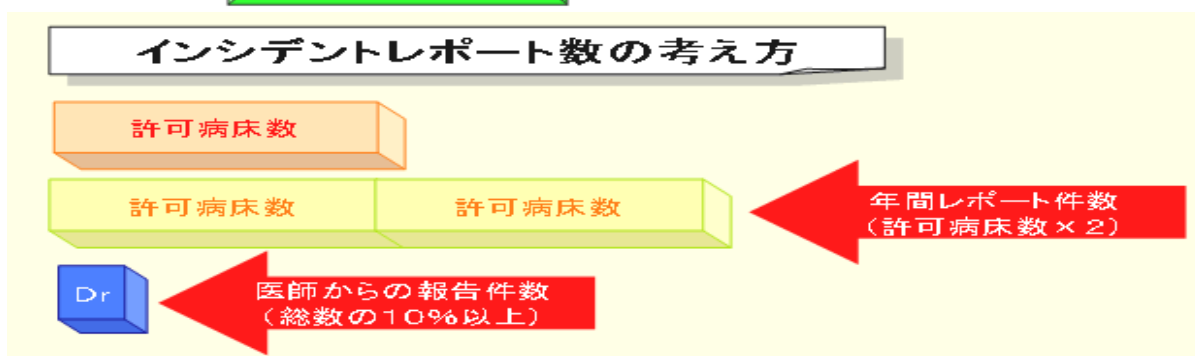 インシデントレポート数の考え方
許可病床数
許可病床数 許可病床数
年間レポート件数
（許可病床数×2）
Dr
医師からの報告件数
（総数の10%以上）